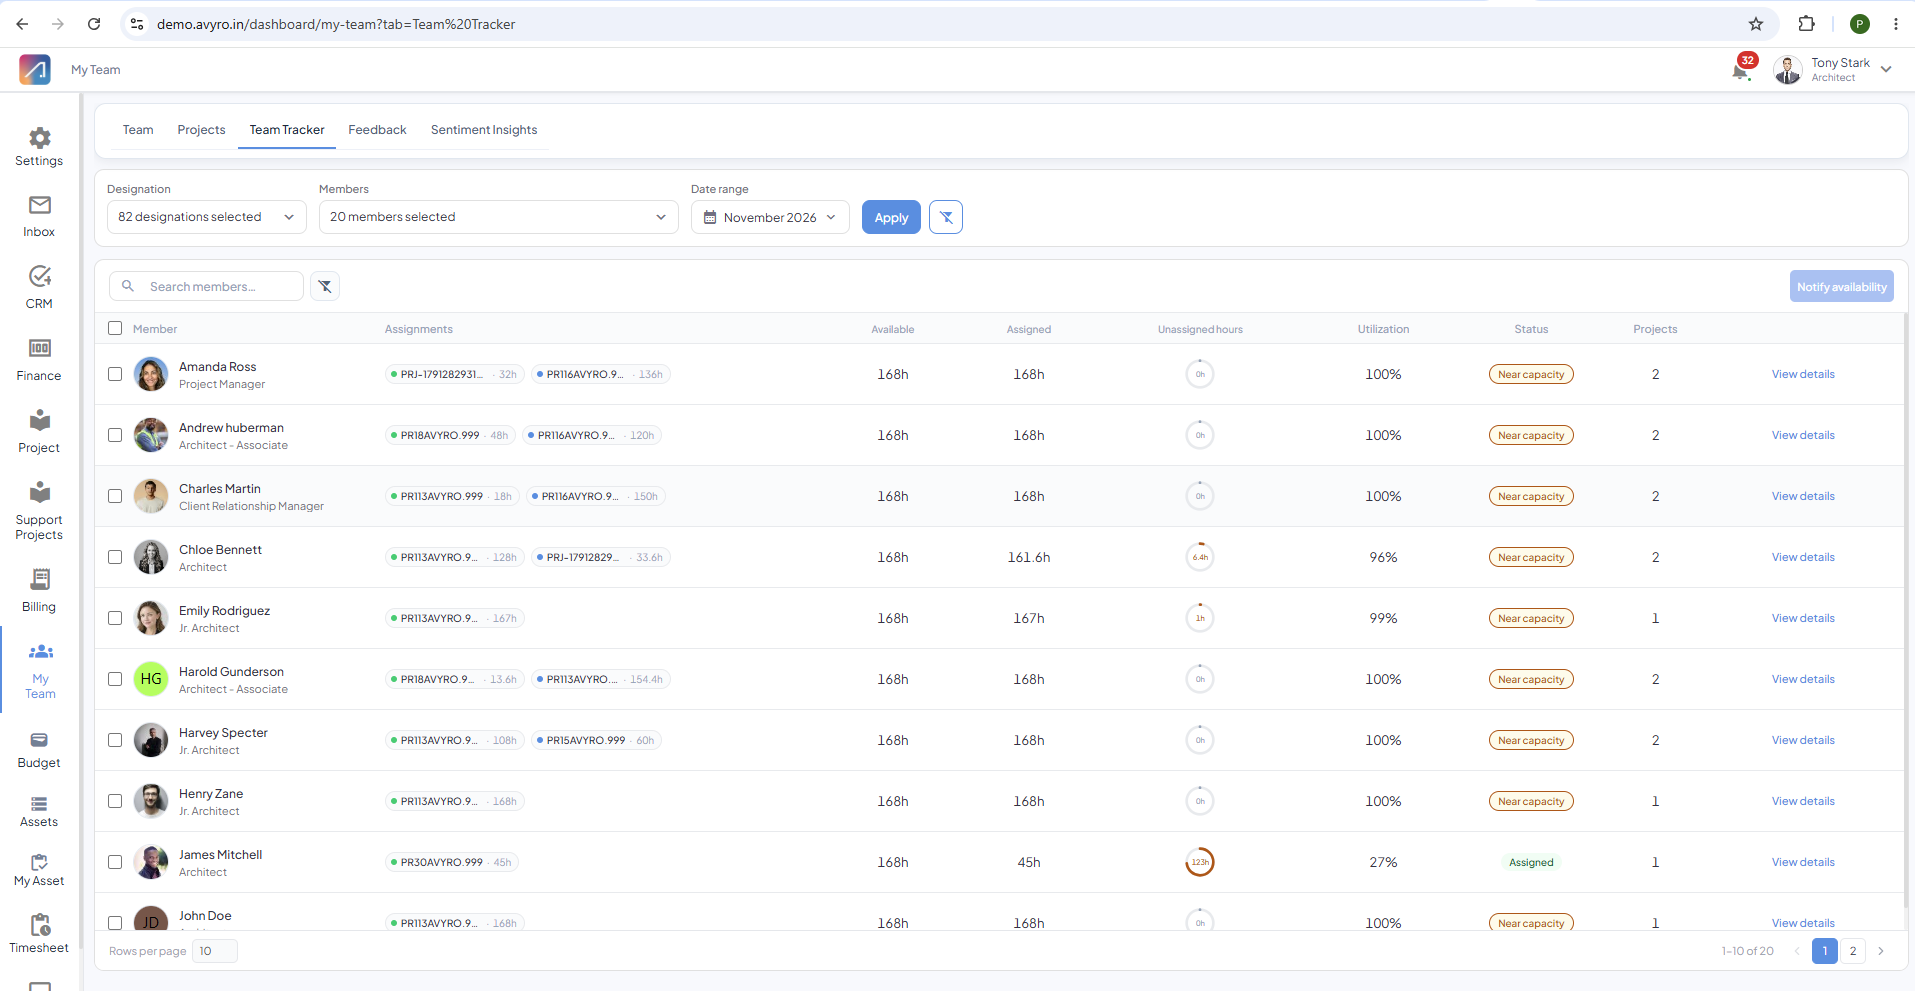 demo.avyro.in/dashboard/my-team?tab=Team%20Tracker
P
My Team
32
Tony Stark
Architect
Settings
Inbox
CRM
Finance
Project
Support
Projects
Billing
My
Team
Budget
Assets
My Asset
Timesheet
Team Projects Team Tracker Feedback Sentiment Insights
Designation Members Date range
82 designations selected 20 members selected November 2026 Apply
Search members... Notify availability
Member Assignments Available Assigned Unassigned hours Utilization Status Projects
Amanda Ross
Project Manager
PRJ-1791282931... · 32h PR116AVYRO.9... · 136h 168h 168h 0h 100% Near capacity 2 View details
Andrew huberman
Architect - Associate
PR18AVYRO.999 · 48h PR116AVYRO.9... · 120h 168h 168h 0h 100% Near capacity 2 View details
Charles Martin
Client Relationship Manager
PR113AVYRO.999 · 18h PR116AVYRO.9... · 150h 168h 168h 0h 100% Near capacity 2 View details
Chloe Bennett
Architect
PR113AVYRO.9... · 128h PRJ-17912829... · 33.6h 168h 161.6h 6.4h 96% Near capacity 2 View details
Emily Rodriguez
Jr. Architect
PR113AVYRO.9... · 167h 168h 167h 1h 99% Near capacity 1 View details
HG
Harold Gunderson
Architect - Associate
PR18AVYRO.9... · 13.6h PR113AVYRO.... · 154.4h 168h 168h 0h 100% Near capacity 2 View details
Harvey Specter
Jr. Architect
PR113AVYRO.9... · 108h PR15AVYRO.999 · 60h 168h 168h 0h 100% Near capacity 2 View details
Henry Zane
Jr. Architect
PR113AVYRO.9... · 168h 168h 168h 0h 100% Near capacity 1 View details
James Mitchell
Architect
PR30AVYRO.999 · 45h 168h 45h 123h 27% Assigned 1 View details
JD
John Doe
PR113AVYRO.9... · 168h 168h 168h 0h 100% Near capacity 1 View details
Rows per page 10 1-10 of 20 1 2